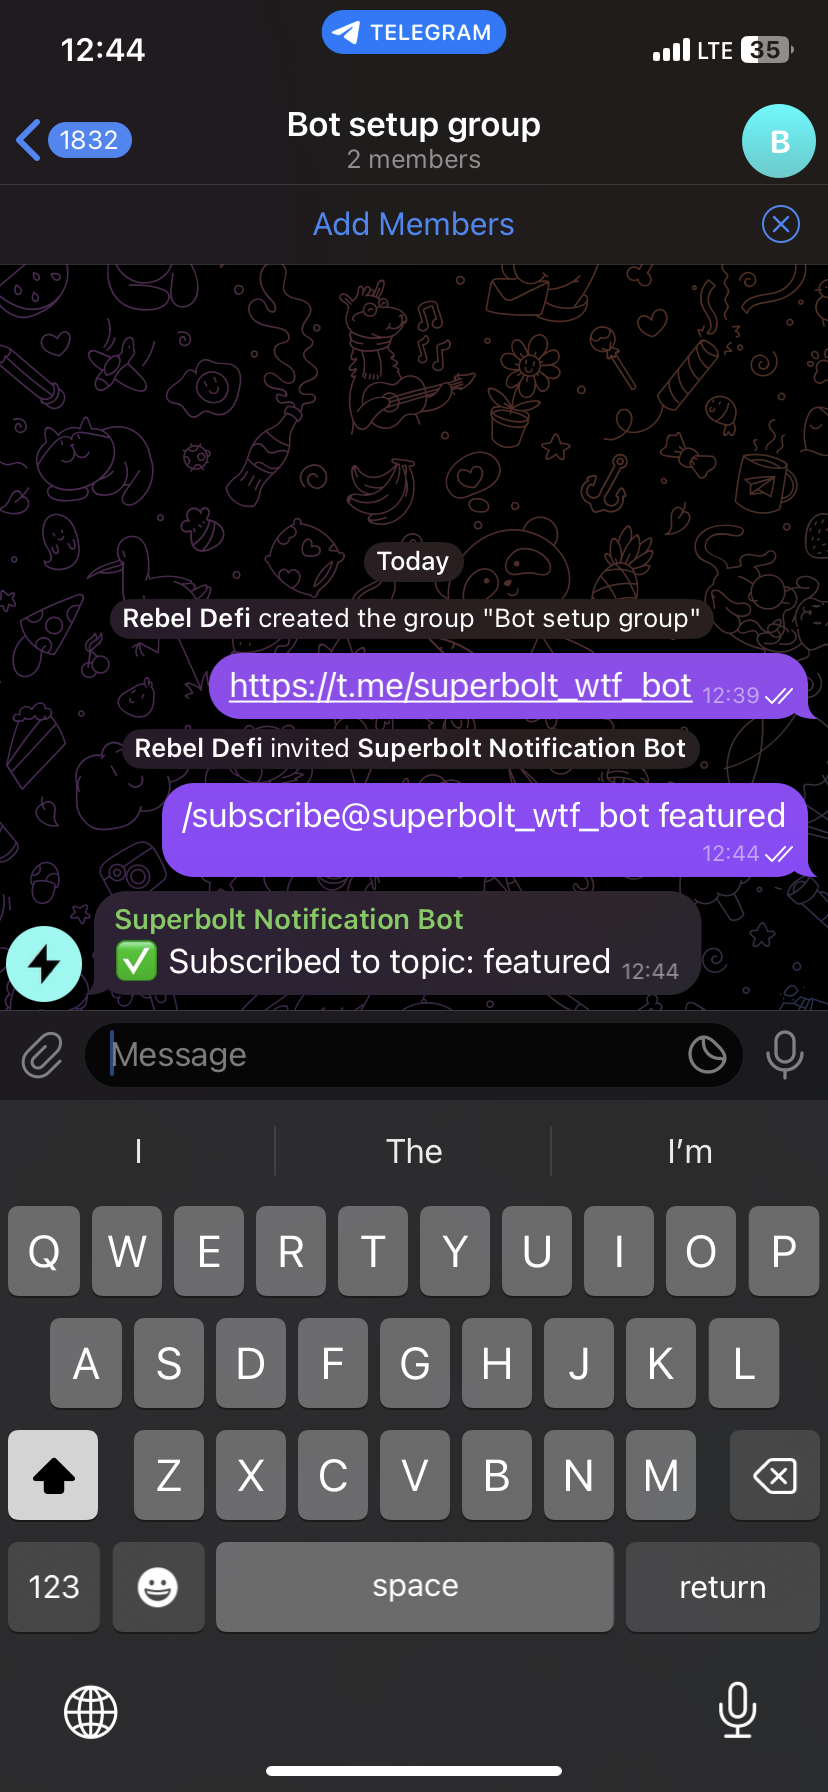 12:44
TELEGRAM
LTE
35
1832
Bot setup group
2 members
B
Add Members
Today
Rebel Defi created the group "Bot setup group"
https://t.me/superbolt_wtf_bot 12:39
Rebel Defi invited Superbolt Notification Bot
/subscribe@superbolt_wtf_bot featured
12:44
Superbolt Notification Bot
✅ Subscribed to topic: featured 12:44
Message
I The I’m
Q W E R T Y U I O P
A S D F G H J K L
Z X C V B N M
123 space return